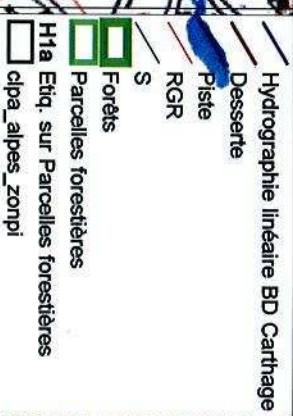 Hydrographie linéaire BD Carthage
Desserte
Piste
RGR
S
Forêts
Parcelles forestières
H1a Etiq. sur Parcelles forestières
clpa_alpes_zonpi